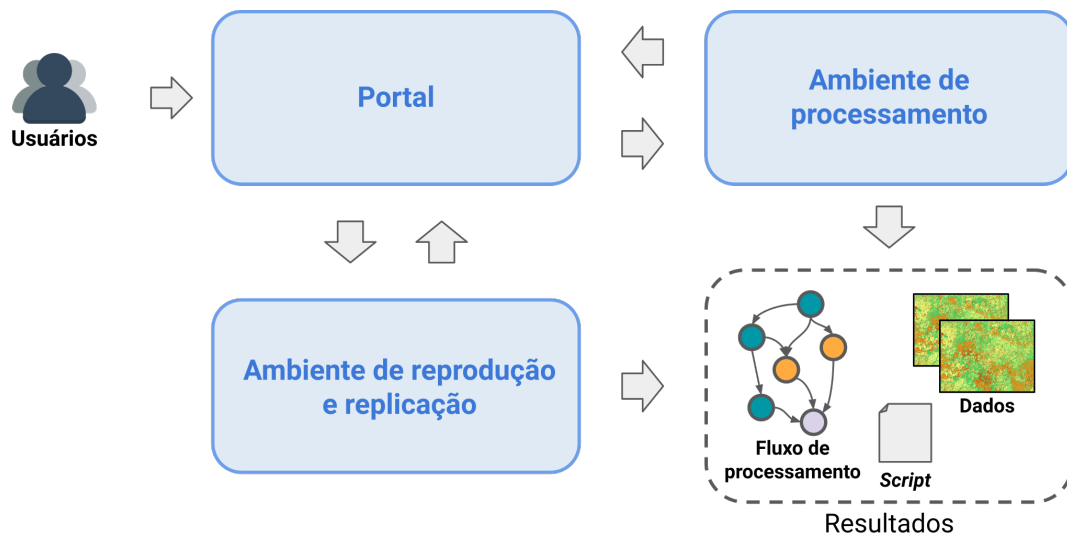 Usuários
Portal
Ambiente de
processamento
Ambiente de reprodução
e replicação
Fluxo de
processamento
Script
Dados
Resultados